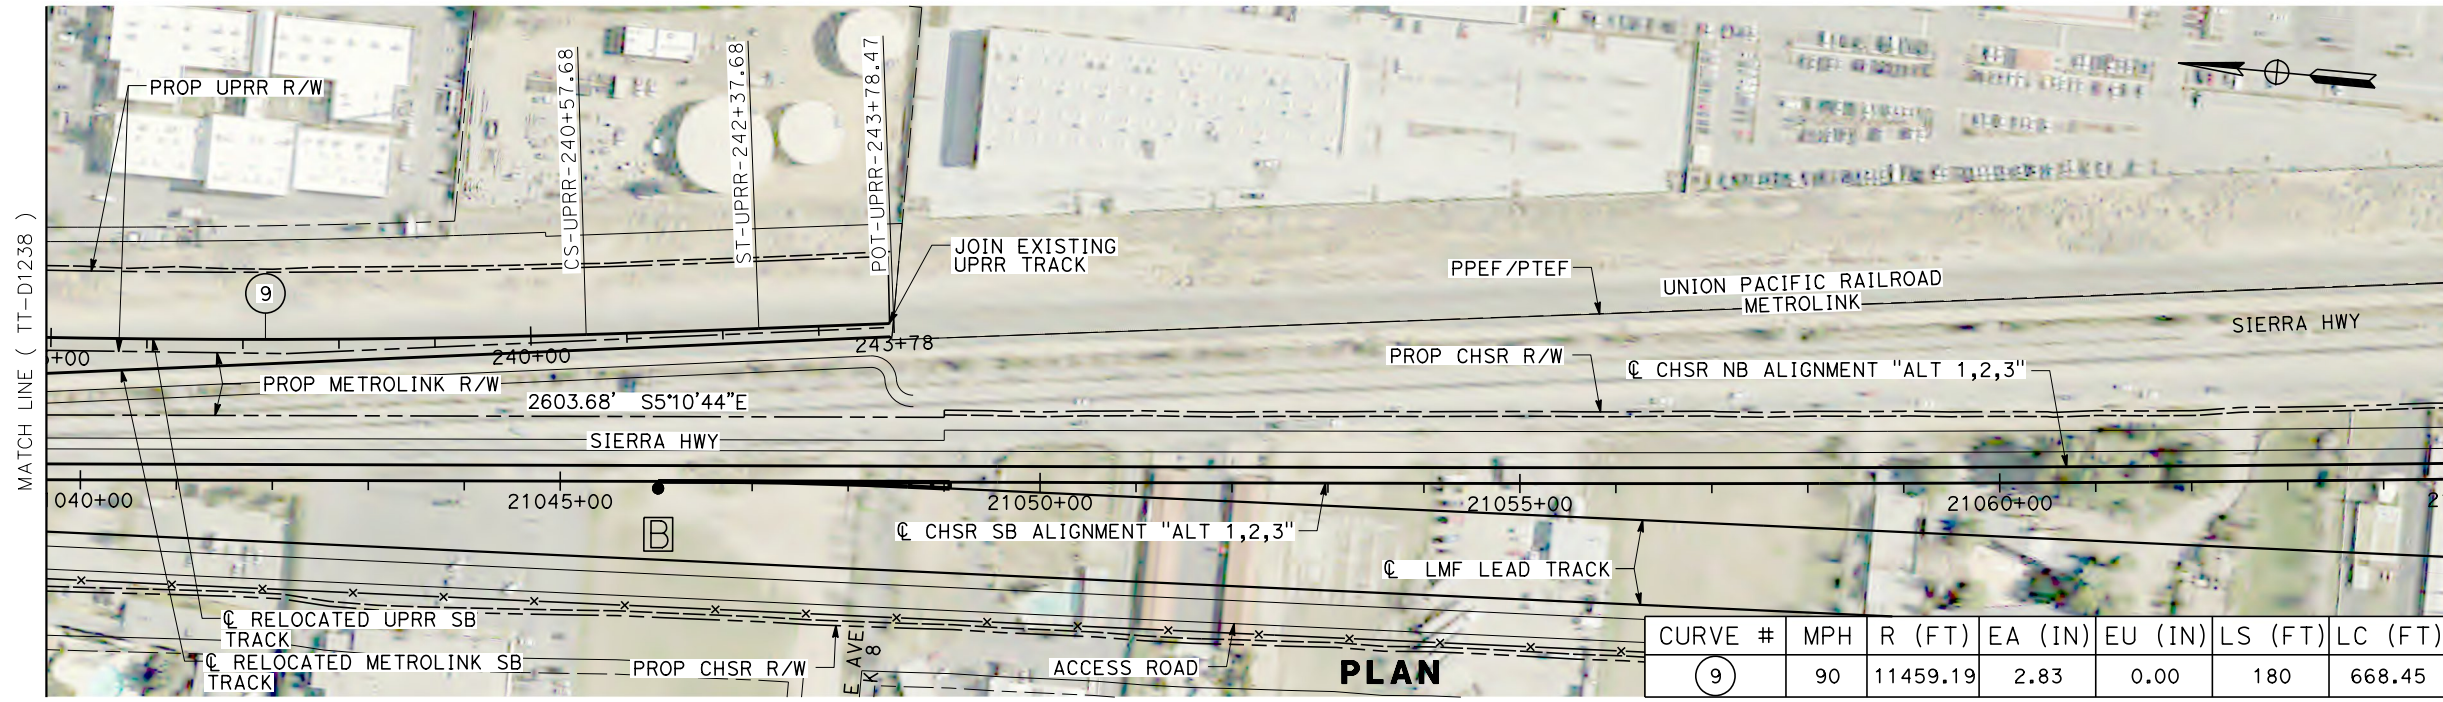 MATCH LINE ( TT-D1238 )
PROP UPRR R/W
CS-UPRR-240+57.68
ST-UPRR-242+37.68
POT-UPRR-243+78.47
JOIN EXISTING
UPRR TRACK
9
PPEF/PTEF
UNION PACIFIC RAILROAD
METROLINK
SIERRA HWY
+00
240+00
243+78
PROP METROLINK R/W
2603.68' S5°10'44"E
PROP CHSR R/W
℄ CHSR NB ALIGNMENT "ALT 1,2,3"
SIERRA HWY
040+00
21045+00
21050+00
21055+00
21060+00
B
℄ CHSR SB ALIGNMENT "ALT 1,2,3"
℄ LMF LEAD TRACK
℄ RELOCATED UPRR SB
TRACK
℄ RELOCATED METROLINK SB
TRACK
PROP CHSR R/W
E AVE
K 8
ACCESS ROAD
PLAN
CURVE # MPH R (FT) EA (IN) EU (IN) LS (FT) LC (FT)
9 90 11459.19 2.83 0.00 180 668.45